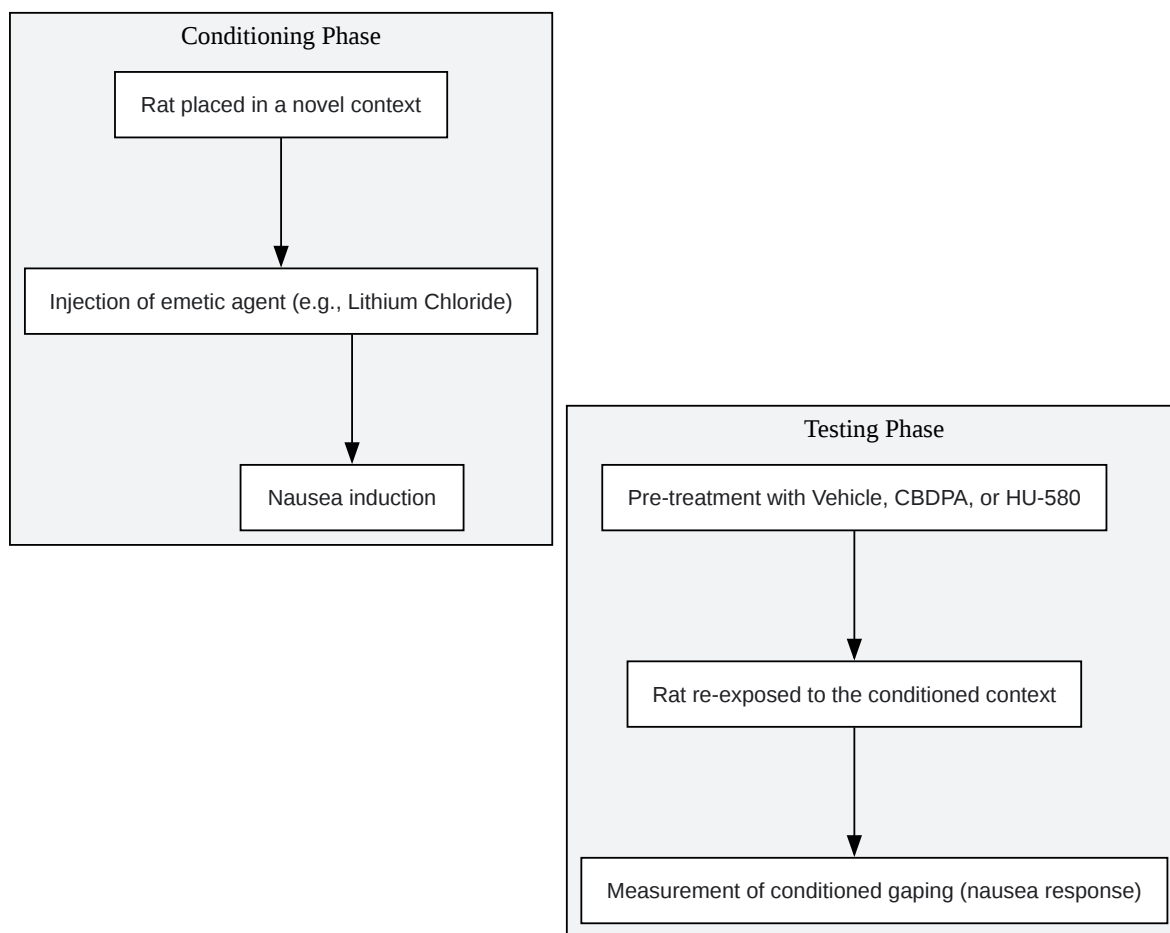 Conditioning Phase
Rat placed in a novel context
Injection of emetic agent (e.g., Lithium Chloride)
Nausea induction
Testing Phase
Pre-treatment with Vehicle, CBDPA, or HU-580
Rat re-exposed to the conditioned context
Measurement of conditioned gaping (nausea response)